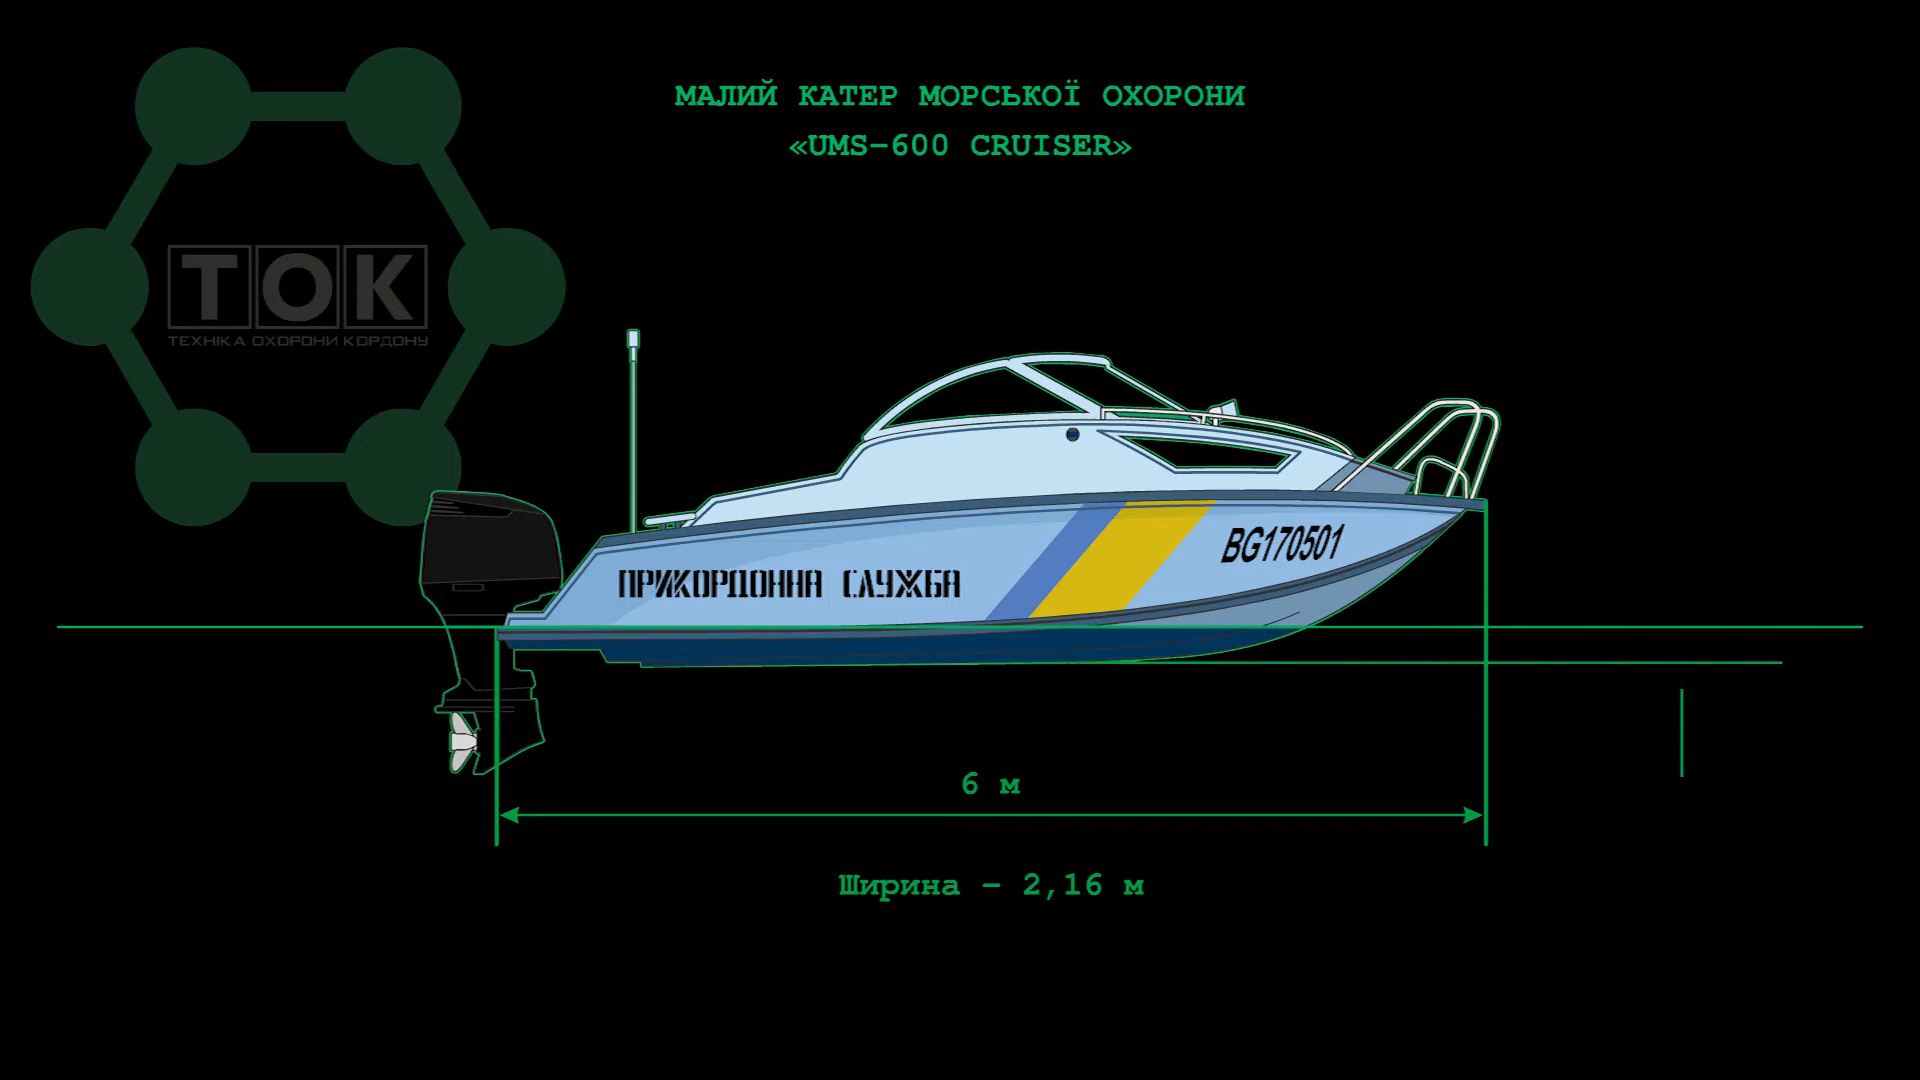 МАЛИЙ КАТЕР МОРСЬКОЇ ОХОРОНИ
«UMS-600 CRUISER»
ТОК
ТЕХНІКА ОХОРОНИ КОРДОНУ
ПРИКОРДОННА СЛУЖБА
BG170501
6 м
Ширина - 2,16 м